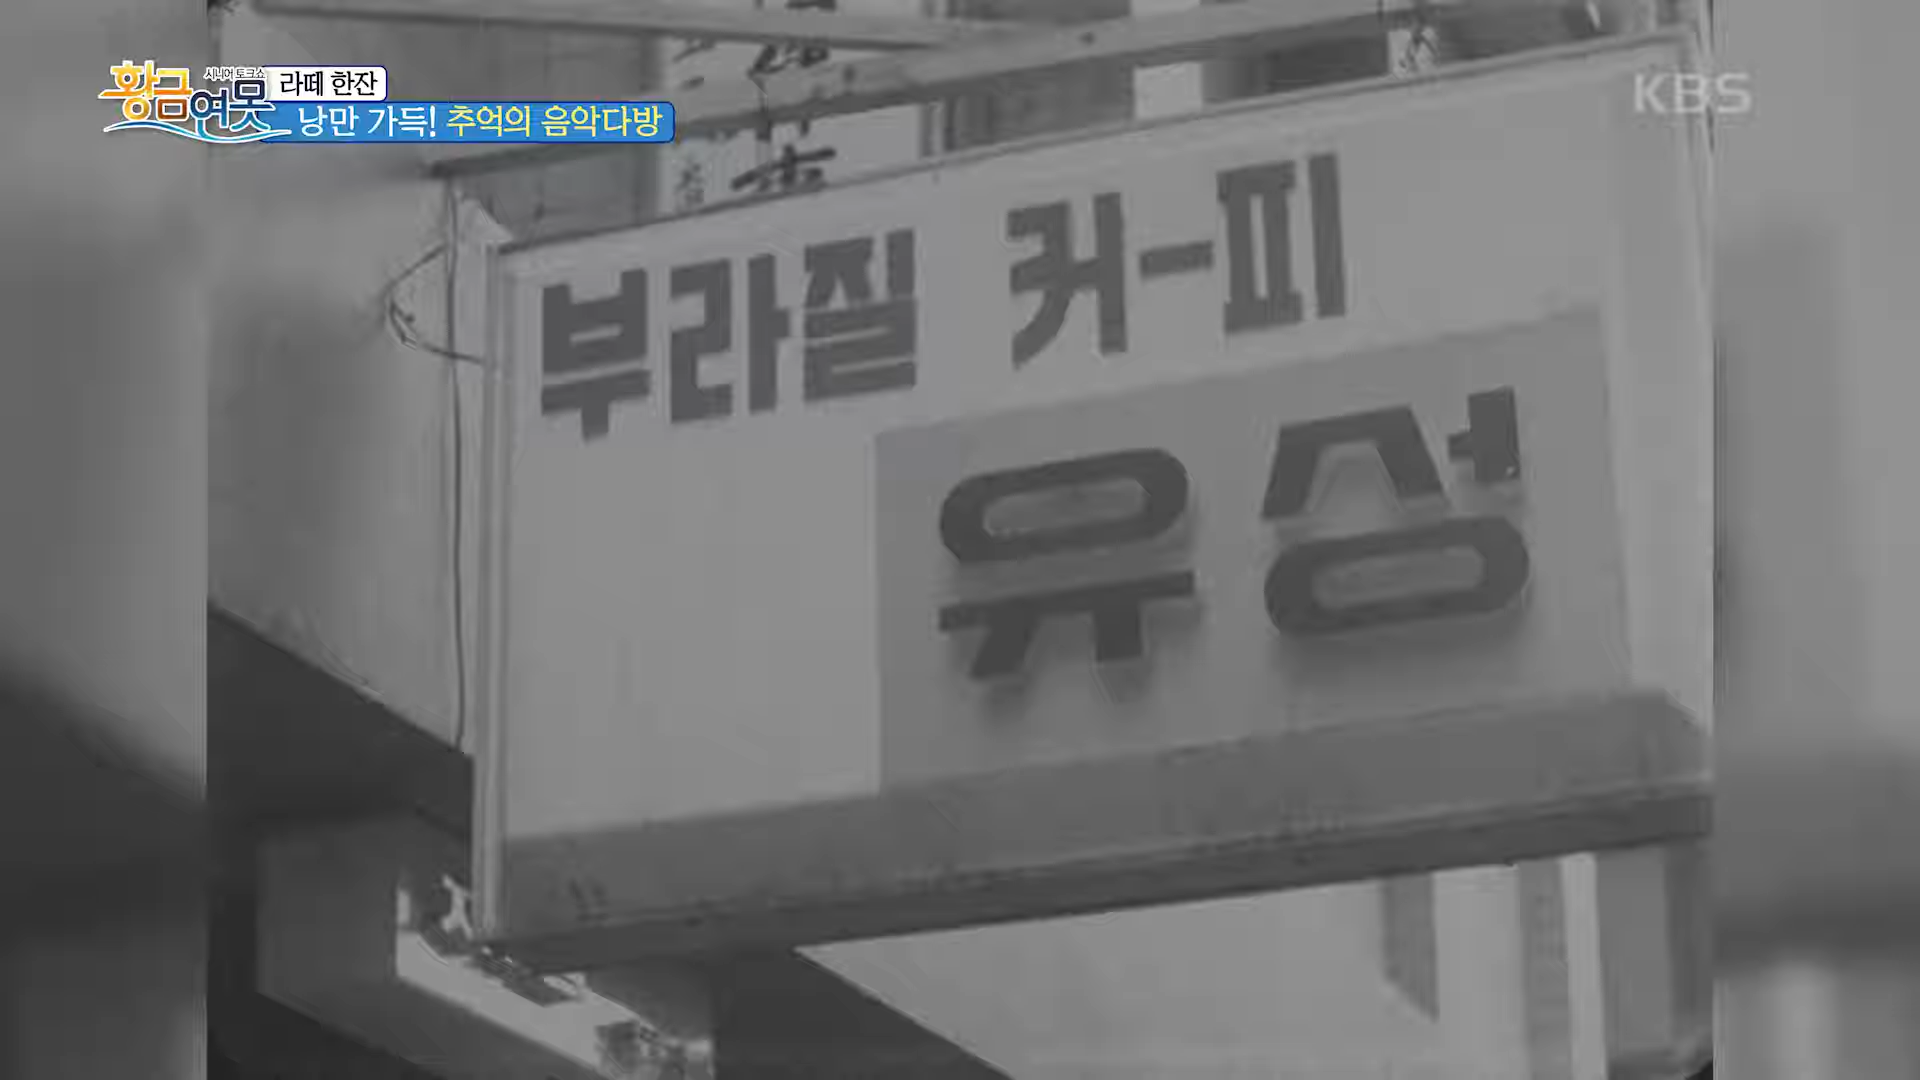 시니어 토크쇼
황금연못
라떼 한잔
낭만 가득! 추억의 음악다방
KBS
부라질 커-피
유성